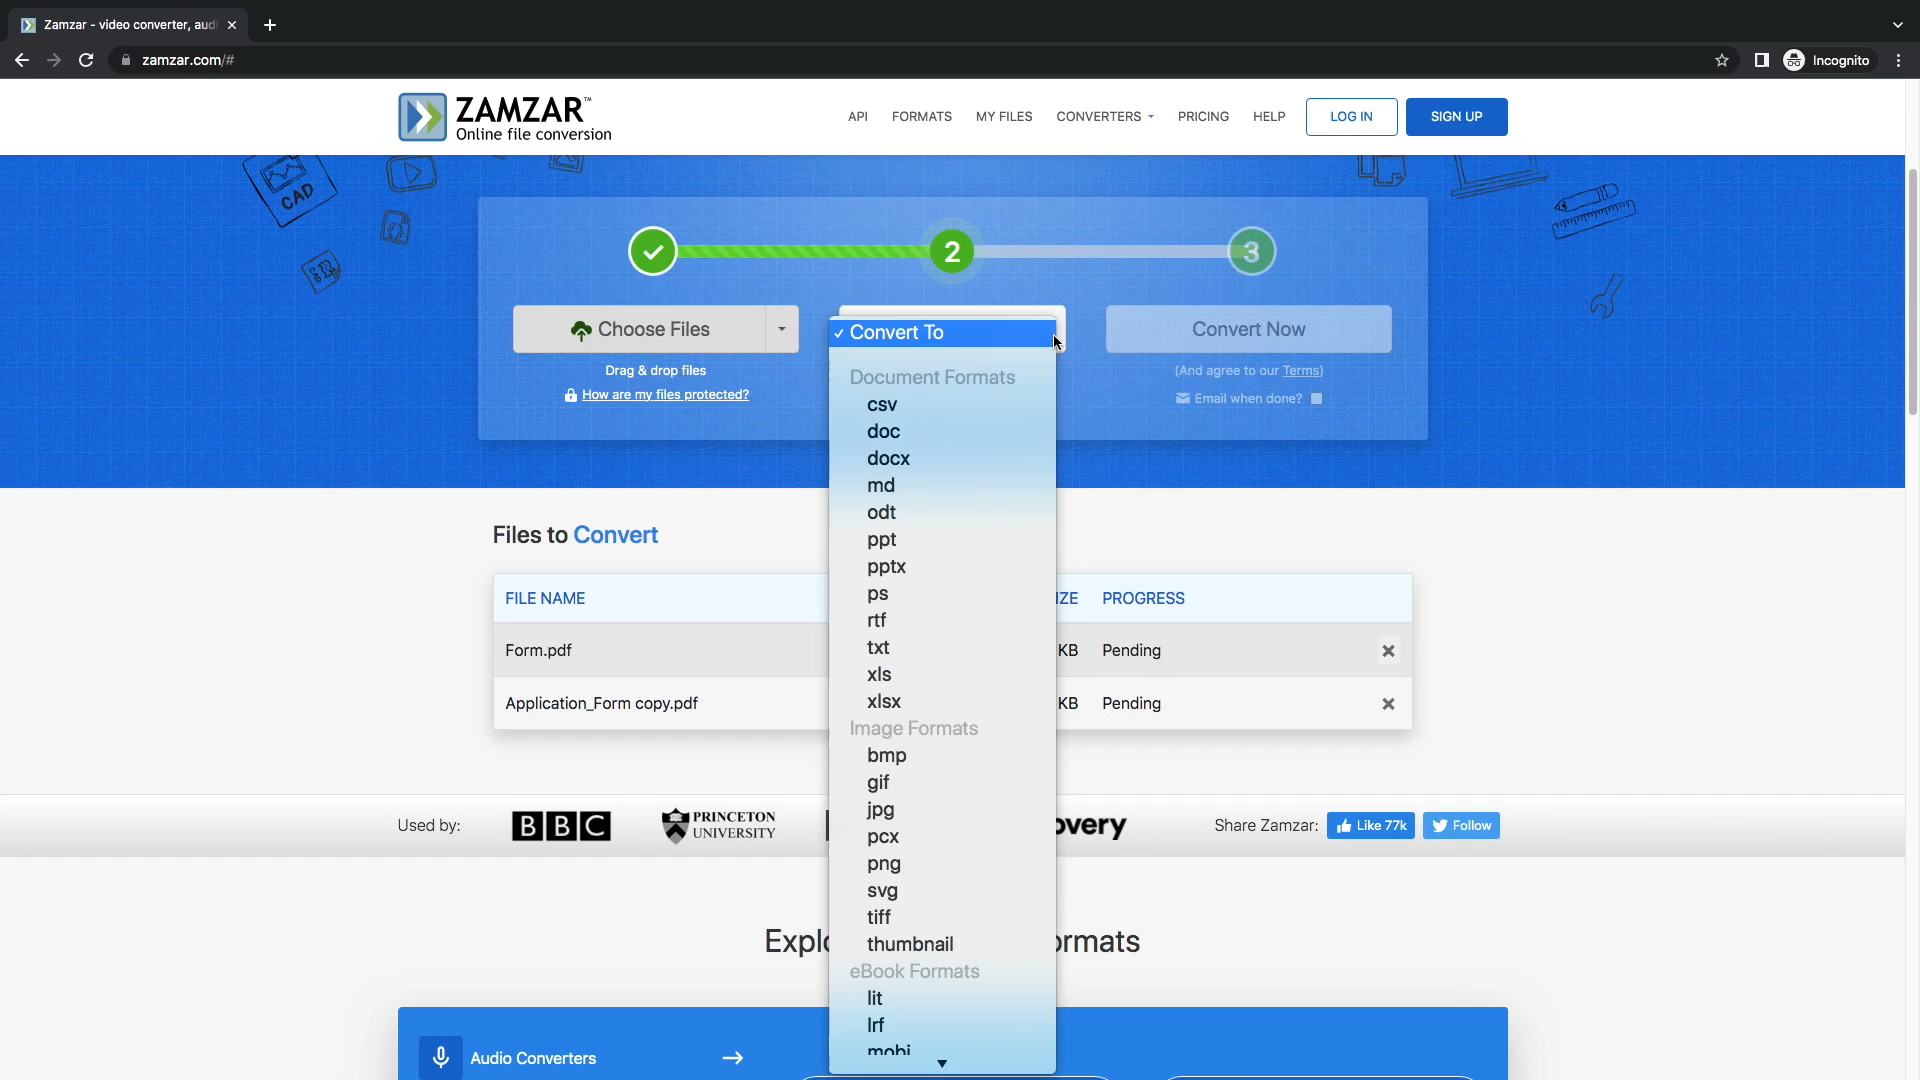 Zamzar - video converter, aud
zamzar.com/#
Incognito
ZAMZAR™
Online file conversion
API
FORMATS
MY FILES
CONVERTERS
PRICING
HELP
LOG IN
SIGN UP
CAD
2
3
Choose Files
Drag & drop files
How are my files protected?
Convert Now
(And agree to our Terms)
Email when done?
Convert To
Document Formats
csv
doc
docx
md
odt
ppt
pptx
ps
rtf
txt
xls
xlsx
Image Formats
bmp
gif
jpg
pcx
png
svg
tiff
thumbnail
eBook Formats
lit
lrf
mobi
Files to Convert
FILE NAME
PROGRESS
Form.pdf
KB
Pending
Application_Form copy.pdf
KB
Pending
Used by:
BBC
PRINCETON
UNIVERSITY
overy
Share Zamzar:
Like 77k
Follow
Expl
ormats
Audio Converters